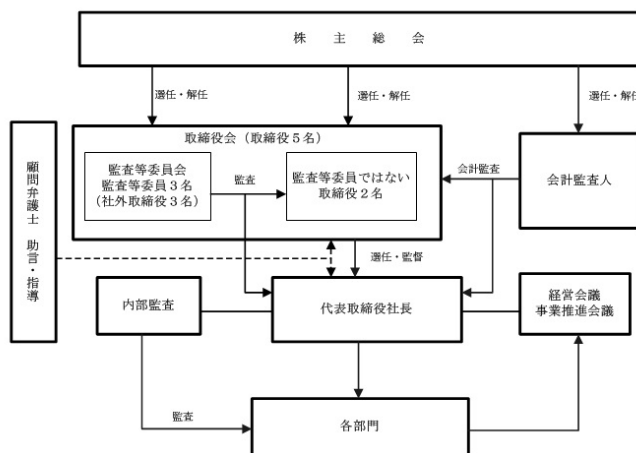 株主総会
選任・解任
選任・解任
選任・解任
取締役会（取締役５名）
監査等委員会
監査等委員３名
（社外取締役３名）
監査
監査等委員ではない
取締役２名
会計監査
会計監査人
顧問弁護士　助言・指導
選任・監督
内部監査
代表取締役社長
経営会議
事業推進会議
監査
各部門